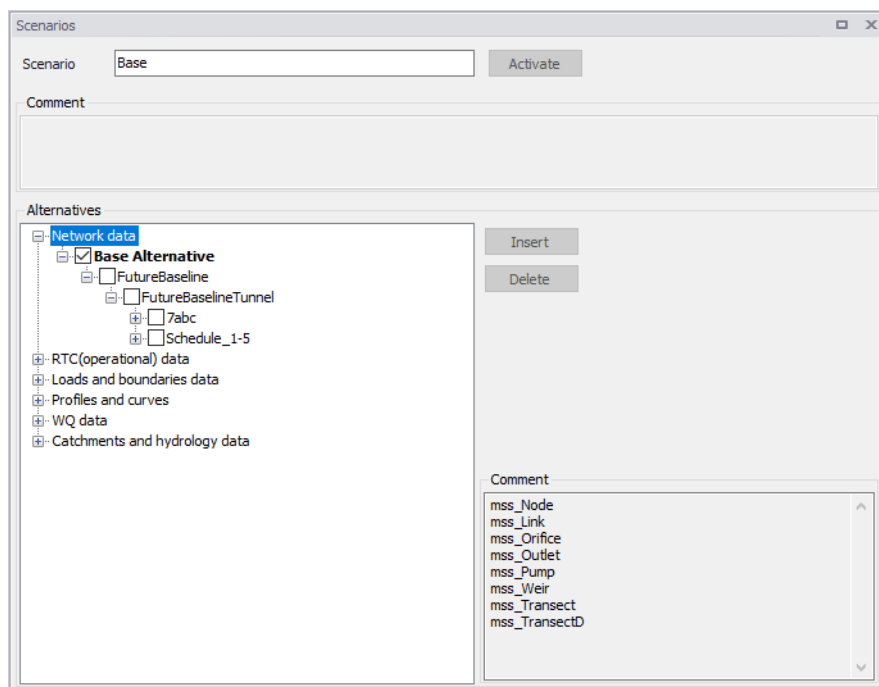 Scenarios
Scenario Base Activate
Comment
Alternatives
Network data
Base Alternative
FutureBaseline
FutureBaselineTunnel
7abc
Schedule_1-5
RTC(operational) data
Loads and boundaries data
Profiles and curves
WQ data
Catchments and hydrology data
Insert
Delete
Comment
mss_Node
mss_Link
mss_Orifice
mss_Outlet
mss_Pump
mss_Weir
mss_Transect
mss_TransectD